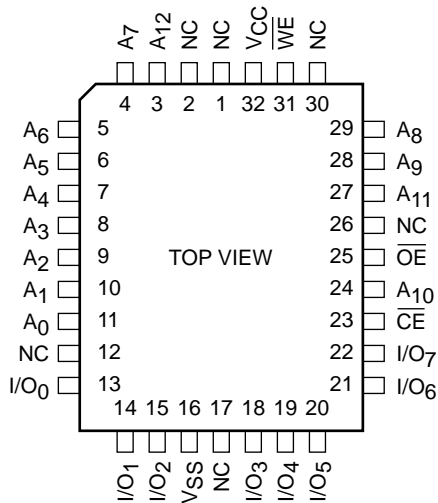 A7 A12 NC NC VCC W̅E̅ NC
4 3 2 1 32 31 30
A6 5 29 A8
A5 6 28 A9
A4 7 27 A11
A3 8 26 NC
A2 9 TOP VIEW 25 O̅E̅
A1 10 24 A10
A0 11 23 C̅E̅
NC 12 22 I/O7
I/O0 13 21 I/O6
14 15 16 17 18 19 20
I/O1 I/O2 VSS NC I/O3 I/O4 I/O5